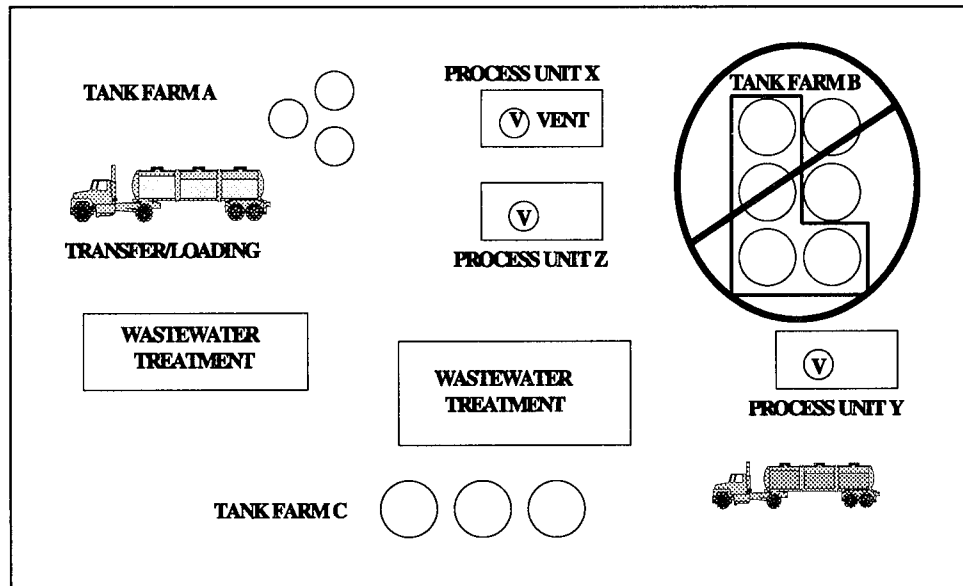 TANK FARM A
PROCESS UNIT X
V VENT
TANK FARM B
V
PROCESS UNIT Z
TRANSFER/LOADING
WASTEWATER
TREATMENT
WASTEWATER
TREATMENT
V
PROCESS UNIT Y
TANK FARM C